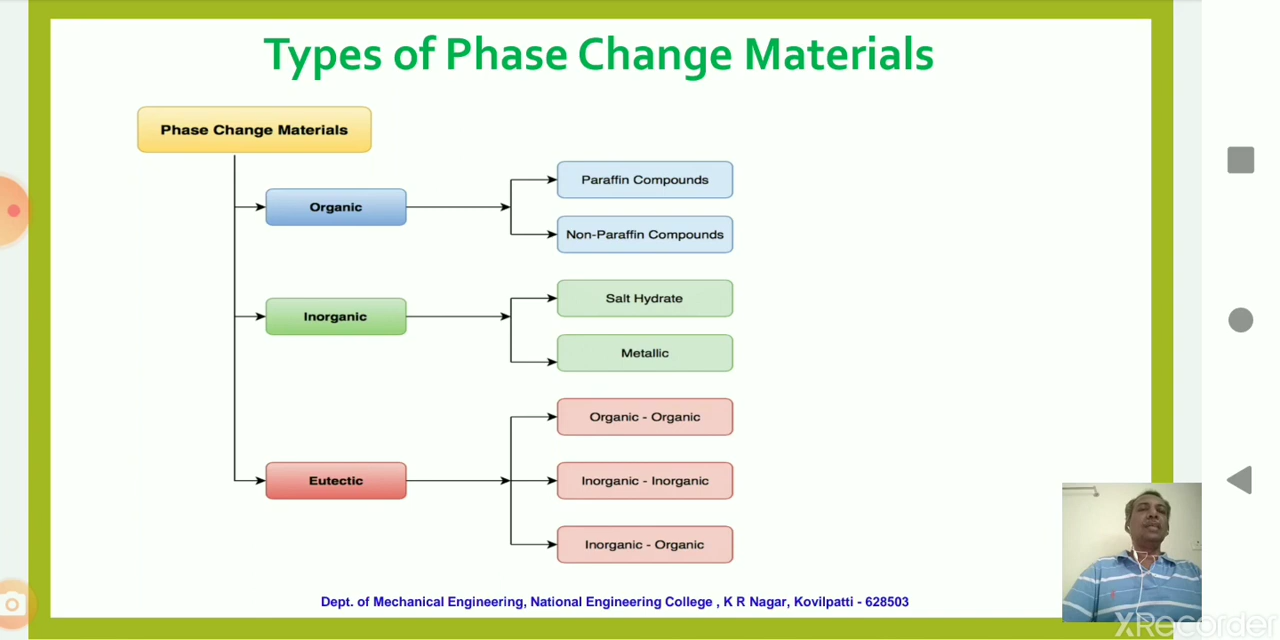 Types of Phase Change Materials
Phase Change Materials
Organic
Paraffin Compounds
Non-Paraffin Compounds
Inorganic
Salt Hydrate
Metallic
Eutectic
Organic - Organic
Inorganic - Inorganic
Inorganic - Organic
Dept. of Mechanical Engineering, National Engineering College , K R Nagar, Kovilpatti - 628503
XRecorder